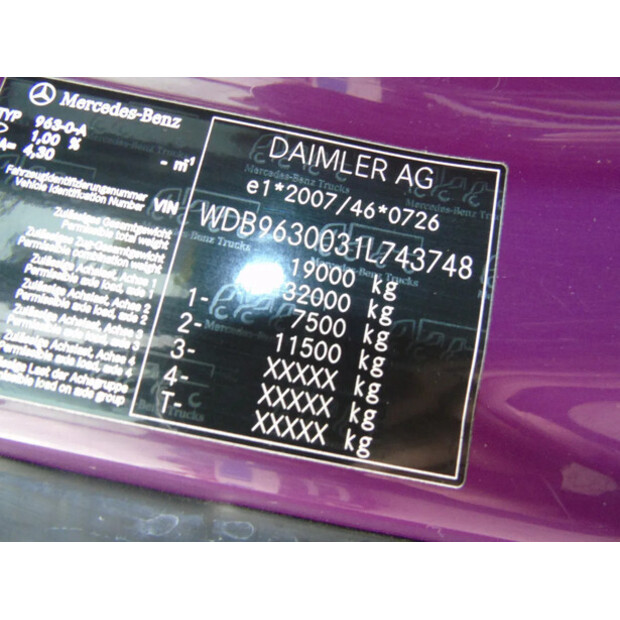 Mercedes-Benz
TYP 963-0-A
1,00 %
A= 4,30 - m¹
DAIMLER AG
e1*2007/46*0726
Fahrzeugidentifizierungsnummer
Vehicle Identification Number VIN WDB9630031L743748
Zulässiges Gesamtgewicht
Permissible total weight 19000 kg
Zulässiges Zug-Gesamtgewicht
Permissible combination weight 32000 kg
Zulässige Achslast, Achse 1
Permissible axle load, axle 1 1- 7500 kg
Zulässige Achslast, Achse 2
Permissible axle load, axle 2 2- 11500 kg
Zulässige Achslast, Achse 3
Permissible axle load, axle 3 3- XXXXX kg
Zulässige Achslast, Achse 4
Permissible axle load, axle 4 4- XXXXX kg
Last der Achsgruppe
load on axle group T- XXXXX kg
Mercedes-Benz Trucks